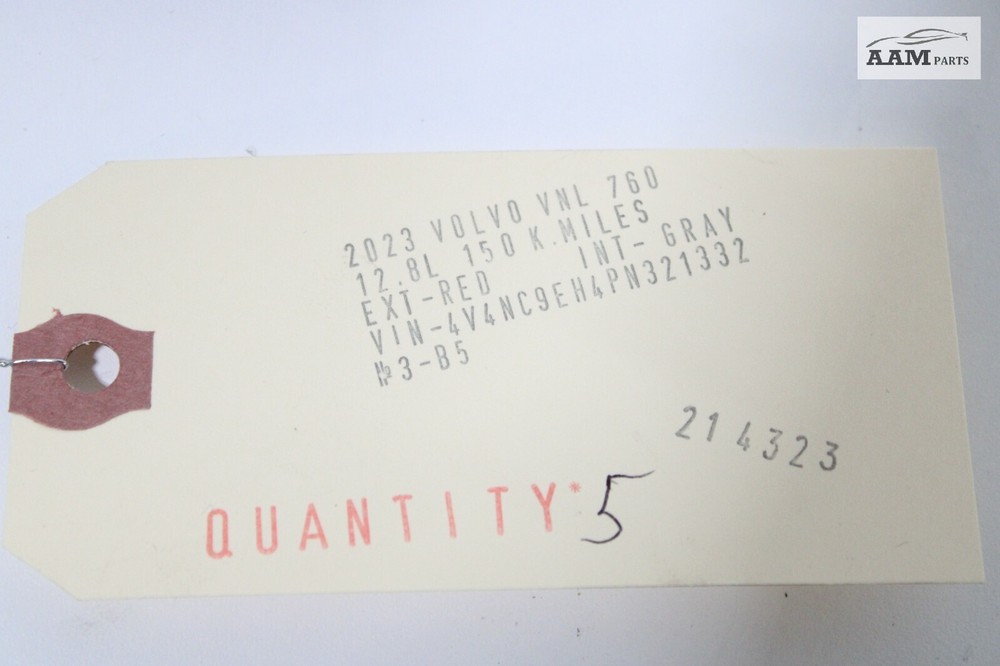 AAM PARTS
2023 VOLVO VNL 760
12.8L 150 K.MILES
EXT-RED INT- GRAY
VIN-4V4NC9EH4PN321332
№3-B5
214323
QUANTITY* 5